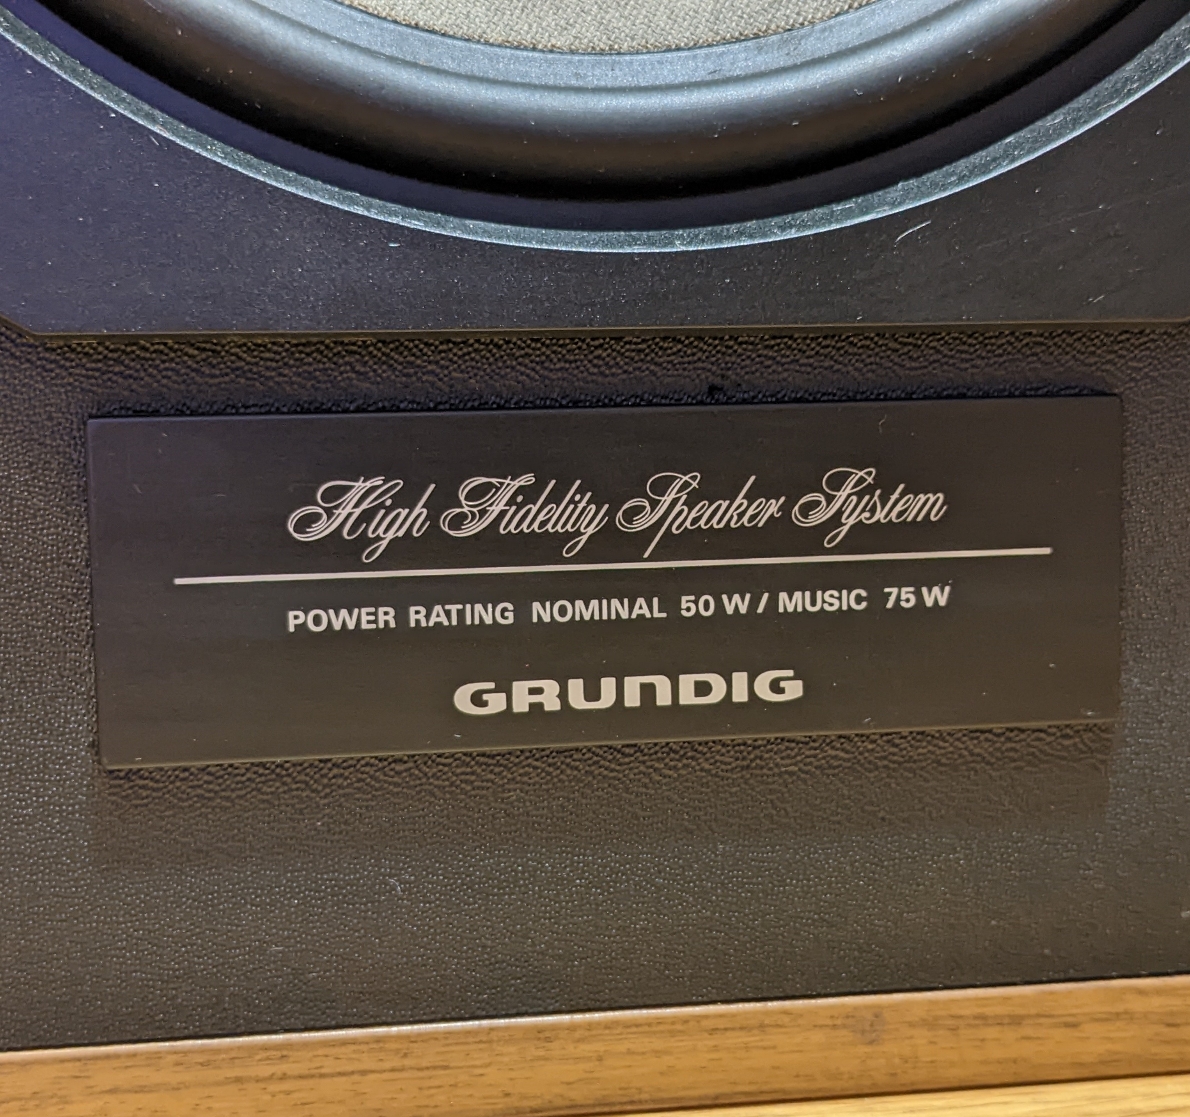 High Fidelity Speaker System
POWER RATING NOMINAL 50 W / MUSIC 75 W
GRUNDIG